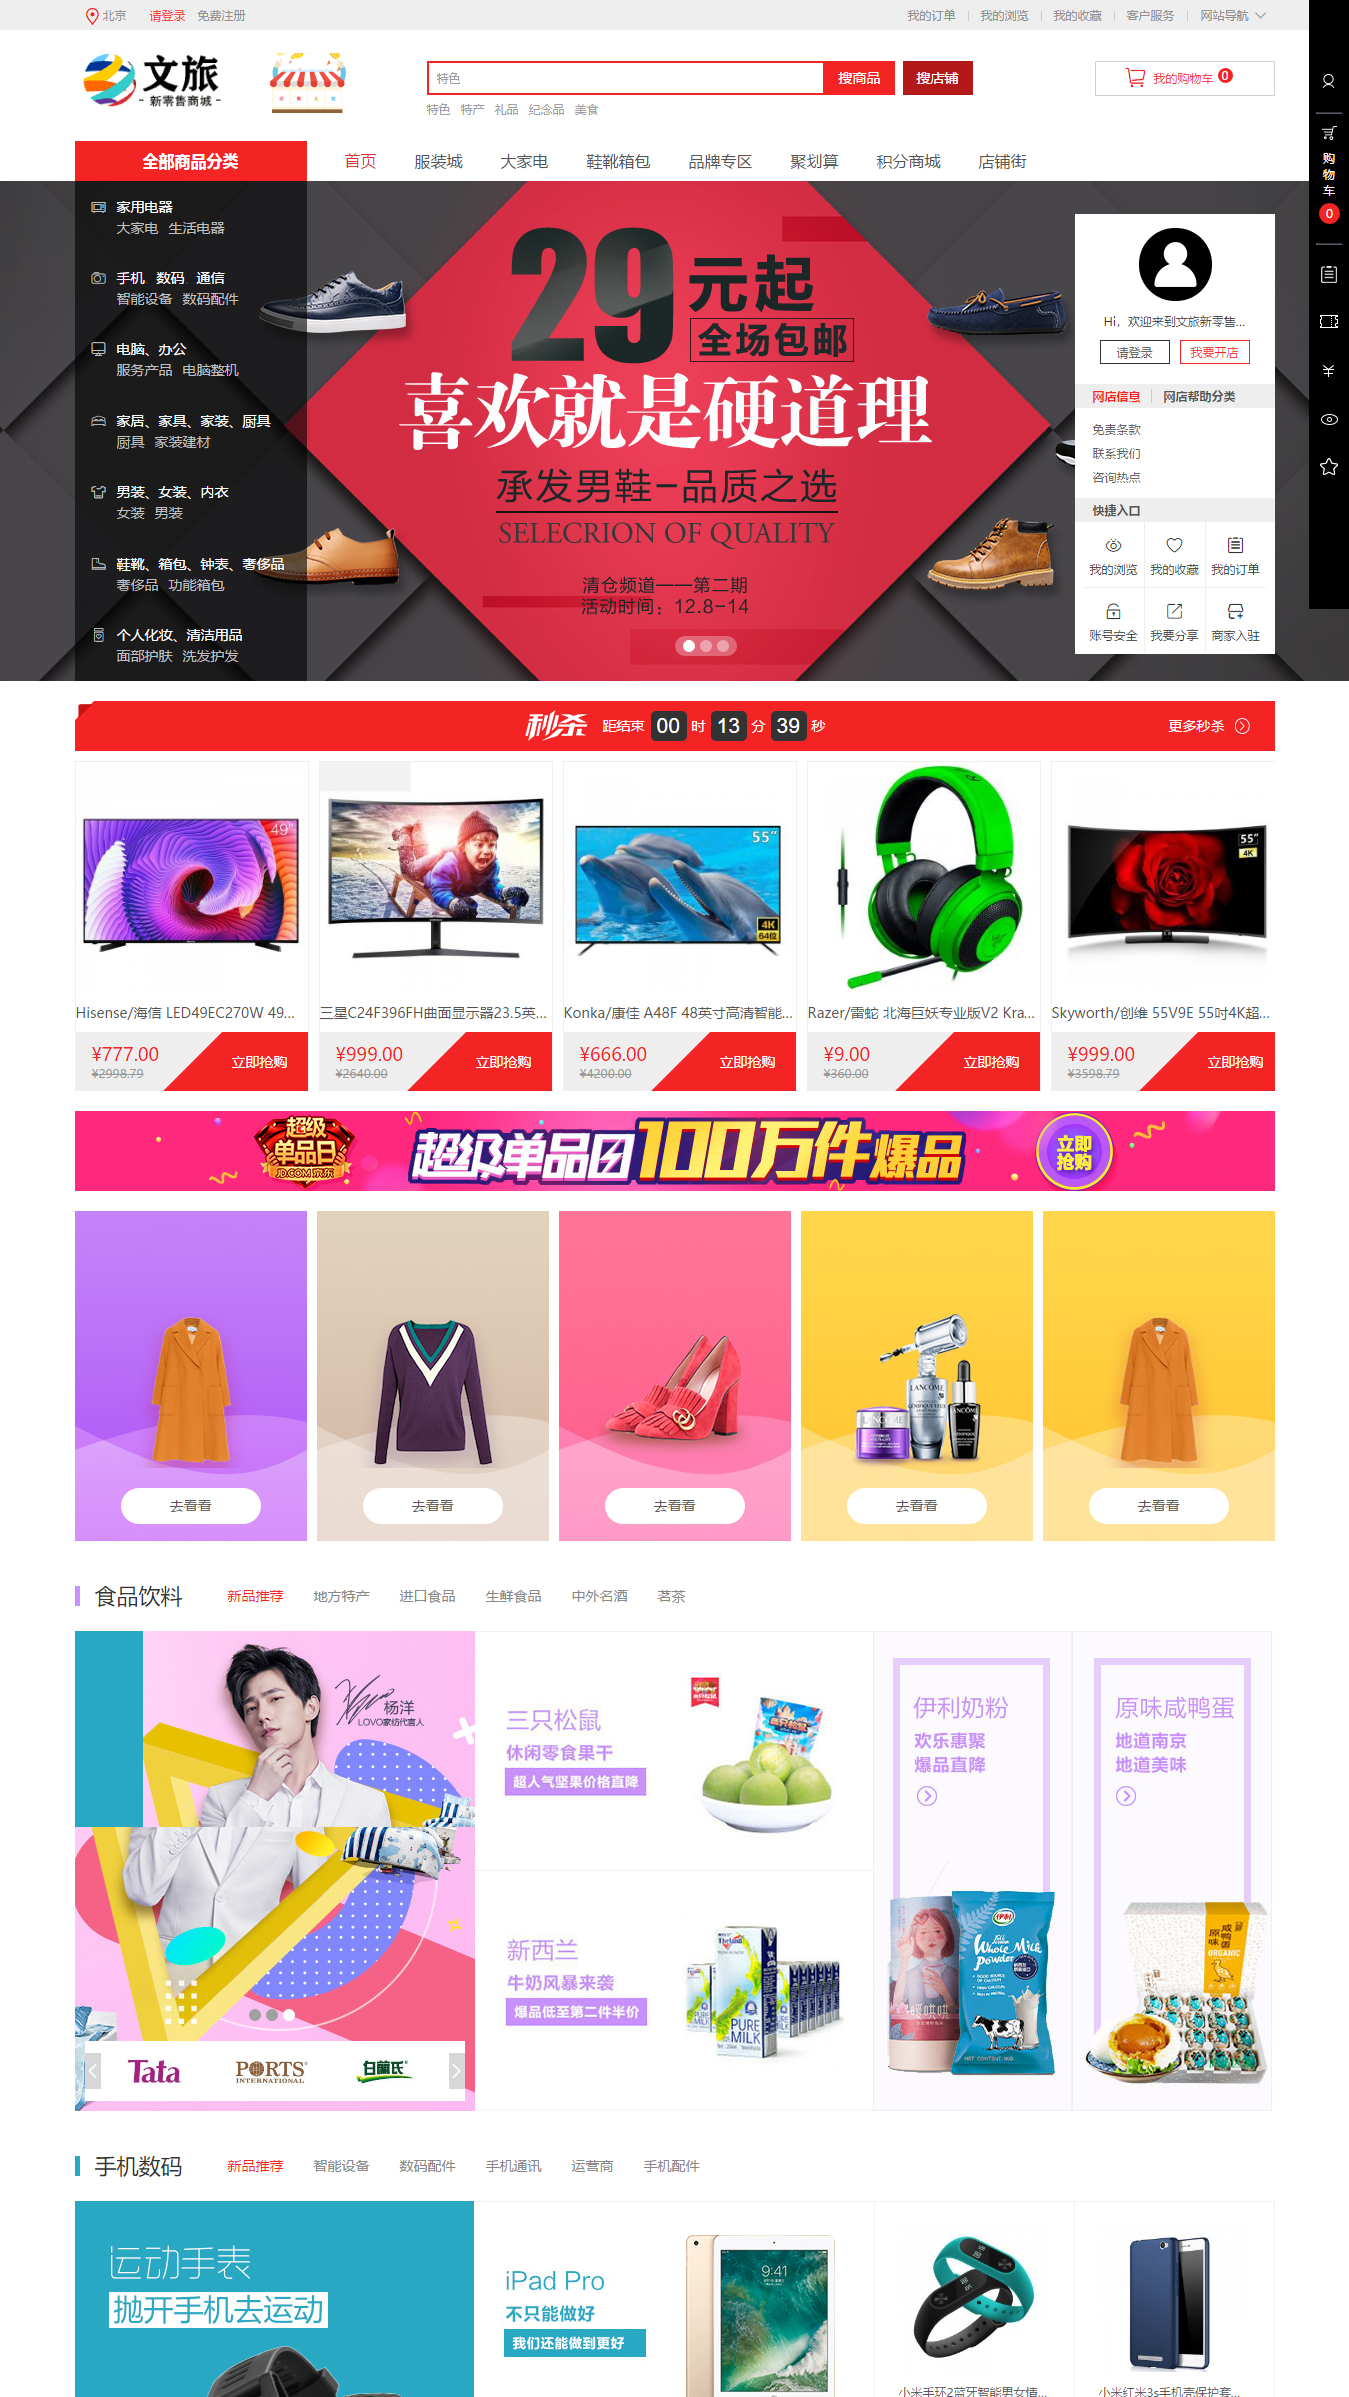 北京 请登录 免费注册 我的订单 我的浏览 我的收藏 客户服务 网站导航
文旅
- 新零售商城 -
特色 搜商品 搜店铺
特色 特产 礼品 纪念品 美食
我的购物车 0
全部商品分类 首页 服装城 大家电 鞋靴箱包 品牌专区 聚划算 积分商城 店铺街
购物车
0
家用电器
大家电 生活电器
手机、数码、通信
智能设备 数码配件
电脑、办公
服务产品 电脑整机
家居、家具、家装、厨具
厨具 家装建材
男装、女装、内衣
女装 男装
鞋靴、箱包、钟表、奢侈品
奢侈品 功能箱包
个人化妆、清洁用品
面部护肤 洗发护发
29元起
全场包邮
喜欢就是硬道理
承发男鞋-品质之选
SELECRION OF QUALITY
清仓频道——第二期
活动时间：12.8-14
Hi，欢迎来到文旅新零售...
请登录 我要开店
网店信息 网店帮助分类
免责条款
联系我们
咨询热点
快捷入口
我的浏览 我的收藏 我的订单
账号安全 我要分享 商家入驻
秒杀 距结束 00 时 13 分 39 秒 更多秒杀
49"
55"
4K
64位
55"
4K
Hisense/海信 LED49EC270W 49... 三星C24F396FH曲面显示器23.5英... Konka/康佳 A48F 48英寸高清智能... Razer/雷蛇 北海巨妖专业版V2 Kra... Skyworth/创维 55V9E 55吋4K超...
¥777.00 立即抢购 ¥999.00 立即抢购 ¥666.00 立即抢购 ¥9.00 立即抢购 ¥999.00 立即抢购
¥2998.79 ¥2640.00 ¥4200.00 ¥360.00 ¥3598.79
超级
单品日
JD.COM 京东
超级单品日100万件爆品
立即
抢购
LANCOME
去看看 去看看 去看看 去看看 去看看
食品饮料 新品推荐 地方特产 进口食品 生鲜食品 中外名酒 茗茶
杨洋
LOVO家纺代言人
三只松鼠
休闲零食果干
超人气坚果价格直降
伊利奶粉
欢乐惠聚
爆品直降
原味咸鸭蛋
地道南京
地道美味
新西兰
牛奶风暴来袭
爆品低至第二件半价
Theland
PURE
MILK
伊利
Whole Milk
Powder
NET CONTENT: 1KG
原味
咸鸭蛋
ORGANIC
Tata PORTS
INTERNATIONAL
白兰氏
手机数码 新品推荐 智能设备 数码配件 手机通讯 运营商 手机配件
运动手表
抛开手机去运动
iPad Pro
不只能做好
我们还能做到更好
9:41
小米手环2蓝牙智能男女情... 小米红米3s手机壳保护套...